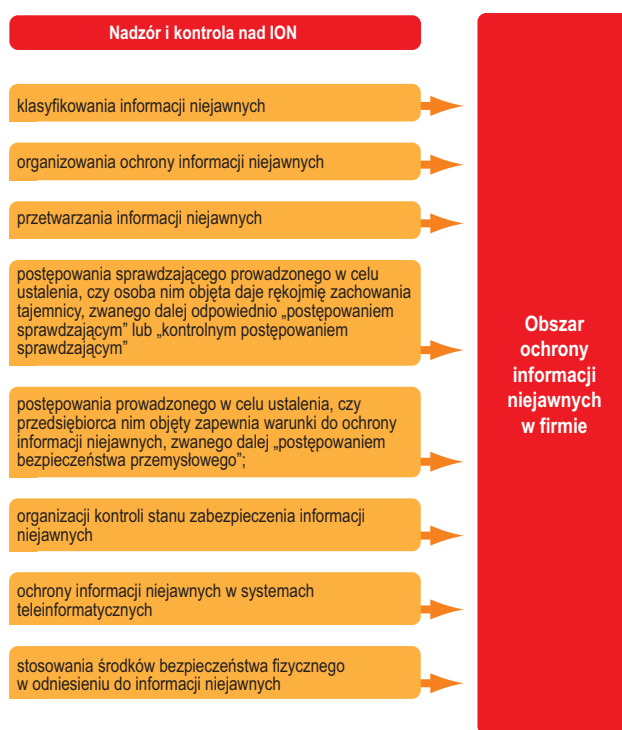 Nadzór i kontrola nad ION
klasyfikowania informacji niejawnych
organizowania ochrony informacji niejawnych
przetwarzania informacji niejawnych
postępowania sprawdzającego prowadzonego w celu
ustalenia, czy osoba nim objęta daje rękojmię zachowania
tajemnicy, zwanego dalej odpowiednio „postępowaniem
sprawdzającym” lub „kontrolnym postępowaniem
sprawdzającym”
postępowania prowadzonego w celu ustalenia, czy
przedsiębiorca nim objęty zapewnia warunki do ochrony
informacji niejawnych, zwanego dalej „postępowaniem
bezpieczeństwa przemysłowego”;
organizacji kontroli stanu zabezpieczenia informacji
niejawnych
ochrony informacji niejawnych w systemach
teleinformatycznych
stosowania środków bezpieczeństwa fizycznego
w odniesieniu do informacji niejawnych
Obszar
ochrony
informacji
niejawnych
w firmie